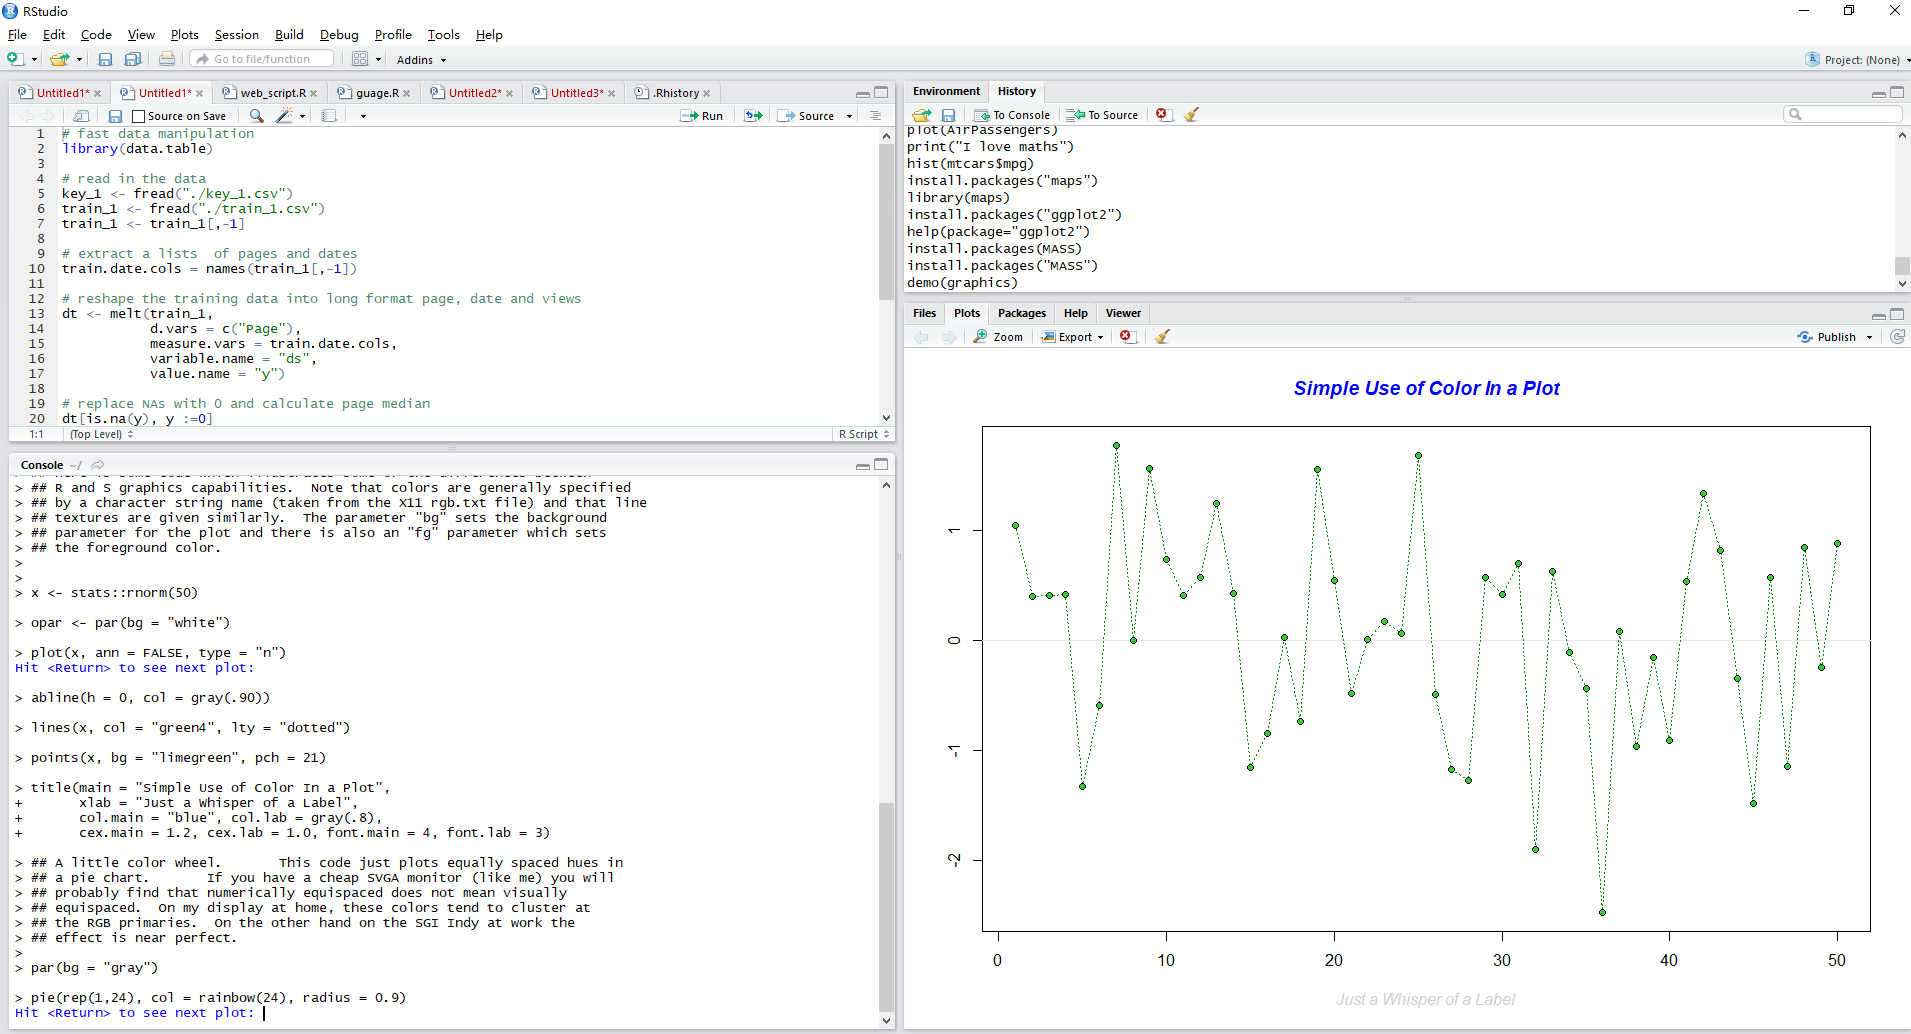 RStudio
File Edit Code View Plots Session Build Debug Profile Tools Help
Go to file/function Addins Project: (None)
Untitled1* Untitled1* web_script.R guage.R Untitled2* Untitled3* .Rhistory
Source on Save Run Source
1 # fast data manipulation
2 library(data.table)
3
4 # read in the data
5 key_1 <- fread("./key_1.csv")
6 train_1 <- fread("./train_1.csv")
7 train_1 <- train_1[,-1]
8
9 # extract a lists  of pages and dates
10 train.date.cols = names(train_1[,-1])
11
12 # reshape the training data into long format page, date and views
13 dt <- melt(train_1,
14 d.vars = c("Page"),
15 measure.vars = train.date.cols,
16 variable.name = "ds",
17 value.name = "y")
18
19 # replace NAs with 0 and calculate page median
20 dt[is.na(y), y :=0]
1:1 (Top Level) R Script
Console ~/
> ## R and S graphics capabilities.  Note that colors are generally specified
> ## by a character string name (taken from the X11 rgb.txt file) and that line
> ## textures are given similarly.  The parameter "bg" sets the background
> ## parameter for the plot and there is also an "fg" parameter which sets
> ## the foreground color.
>
>
> x <- stats::rnorm(50)
> opar <- par(bg = "white")
> plot(x, ann = FALSE, type = "n")
Hit <Return> to see next plot:
> abline(h = 0, col = gray(.90))
> lines(x, col = "green4", lty = "dotted")
> points(x, bg = "limegreen", pch = 21)
> title(main = "Simple Use of Color In a Plot",
+ xlab = "Just a Whisper of a Label",
+ col.main = "blue", col.lab = gray(.8),
+ cex.main = 1.2, cex.lab = 1.0, font.main = 4, font.lab = 3)
> ## A little color wheel. This code just plots equally spaced hues in
> ## a pie chart. If you have a cheap SVGA monitor (like me) you will
> ## probably find that numerically equispaced does not mean visually
> ## equispaced.  On my display at home, these colors tend to cluster at
> ## the RGB primaries.  On the other hand on the SGI Indy at work the
> ## effect is near perfect.
>
> par(bg = "gray")
> pie(rep(1,24), col = rainbow(24), radius = 0.9)
Hit <Return> to see next plot:
Environment History
To Console To Source
plot(AirPassengers)
print("I love maths")
hist(mtcars$mpg)
install.packages("maps")
library(maps)
install.packages("ggplot2")
help(package="ggplot2")
install.packages(MASS)
install.packages("MASS")
demo(graphics)
Files Plots Packages Help Viewer
Zoom Export Publish
Simple Use of Color In a Plot
1
0
-1
-2
0 10 20 30 40 50
Just a Whisper of a Label